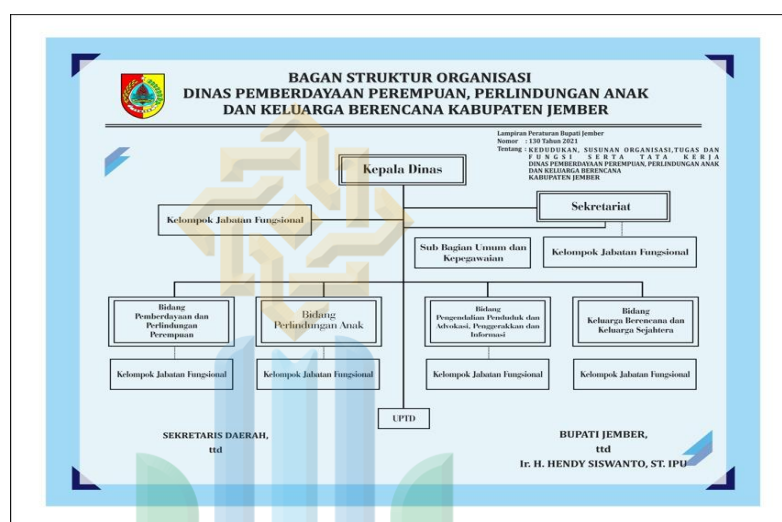 BAGAN STRUKTUR ORGANISASI
DINAS PEMBERDAYAAN PEREMPUAN, PERLINDUNGAN ANAK
DAN KELUARGA BERENCANA KABUPATEN JEMBER
Lampiran Peraturan Bupati Jember
Nomor : 130 Tahun 2021
Tentang : KEDUDUKAN, SUSUNAN ORGANISASI,TUGAS DAN
FUNGSI SERTA TATA KERJA
DINAS PEMBERDAYAAN PEREMPUAN, PERLINDUNGAN ANAK
DAN KELUARGA BERENCANA
KABUPATEN JEMBER
Kepala Dinas
Sekretariat
Kelompok Jabatan Fungsional
Sub Bagian Umum dan
Kepegawaian
Kelompok Jabatan Fungsional
Bidang
Pemberdayaan dan
Perlindungan
Perempuan
Bidang
Perlindungan Anak
Bidang
Pengendalian Penduduk dan
Advokasi, Penggerakkan dan
Informasi
Bidang
Keluarga Berencana dan
Keluarga Sejahtera
Kelompok Jabatan Fungsional
Kelompok Jabatan Fungsional
Kelompok Jabatan Fungsional
Kelompok Jabatan Fungsional
UPTD
SEKRETARIS DAERAH,
ttd
BUPATI JEMBER,
ttd
Ir. H. HENDY SISWANTO, ST. IPU